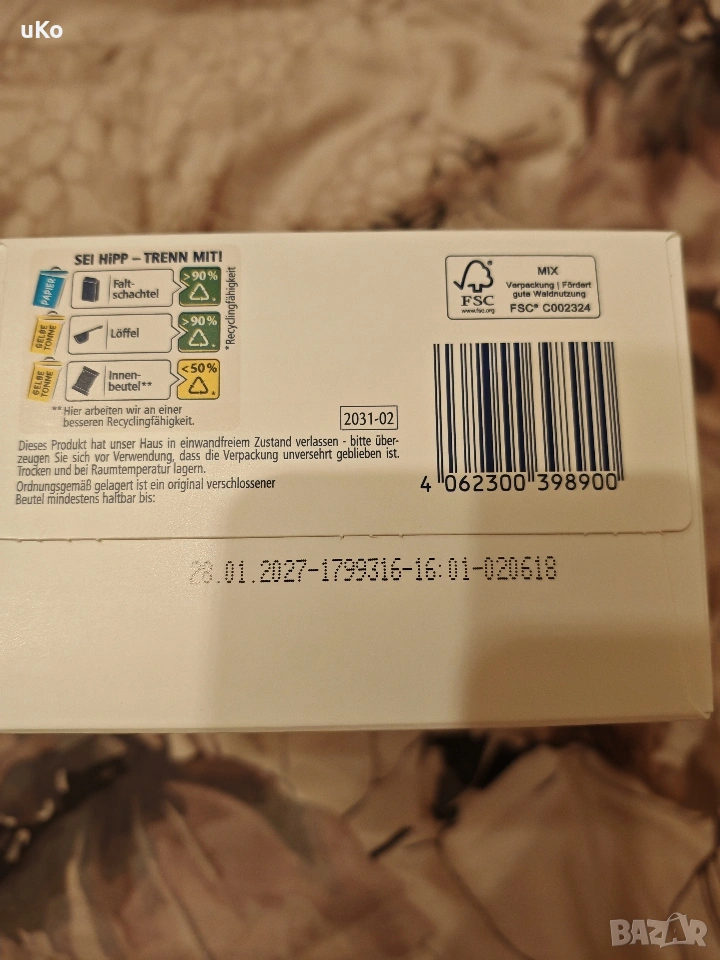 uKo
SEI HiPP – TRENN MIT!
PAPIER
Falt-
schachtel
>90%
GELBE TONNE
Löffel
>90%
GELBE TONNE
Innen-
beutel**
<50%
*Recyclingfähigkeit
**Hier arbeiten wir an einer
besseren Recyclingfähigkeit.
2031-02
Dieses Produkt hat unser Haus in einwandfreiem Zustand verlassen - bitte über-
zeugen Sie sich vor Verwendung, dass die Verpackung unversehrt geblieben ist.
Trocken und bei Raumtemperatur lagern.
Ordnungsgemäß gelagert ist ein original verschlossener
Beutel mindestens haltbar bis:
FSC
www.fsc.org
MIX
Verpackung | Fördert
gute Waldnutzung
FSC® C002324
4 062300 398900
28.01.2027-1799316-16:01-020618
BAZAR